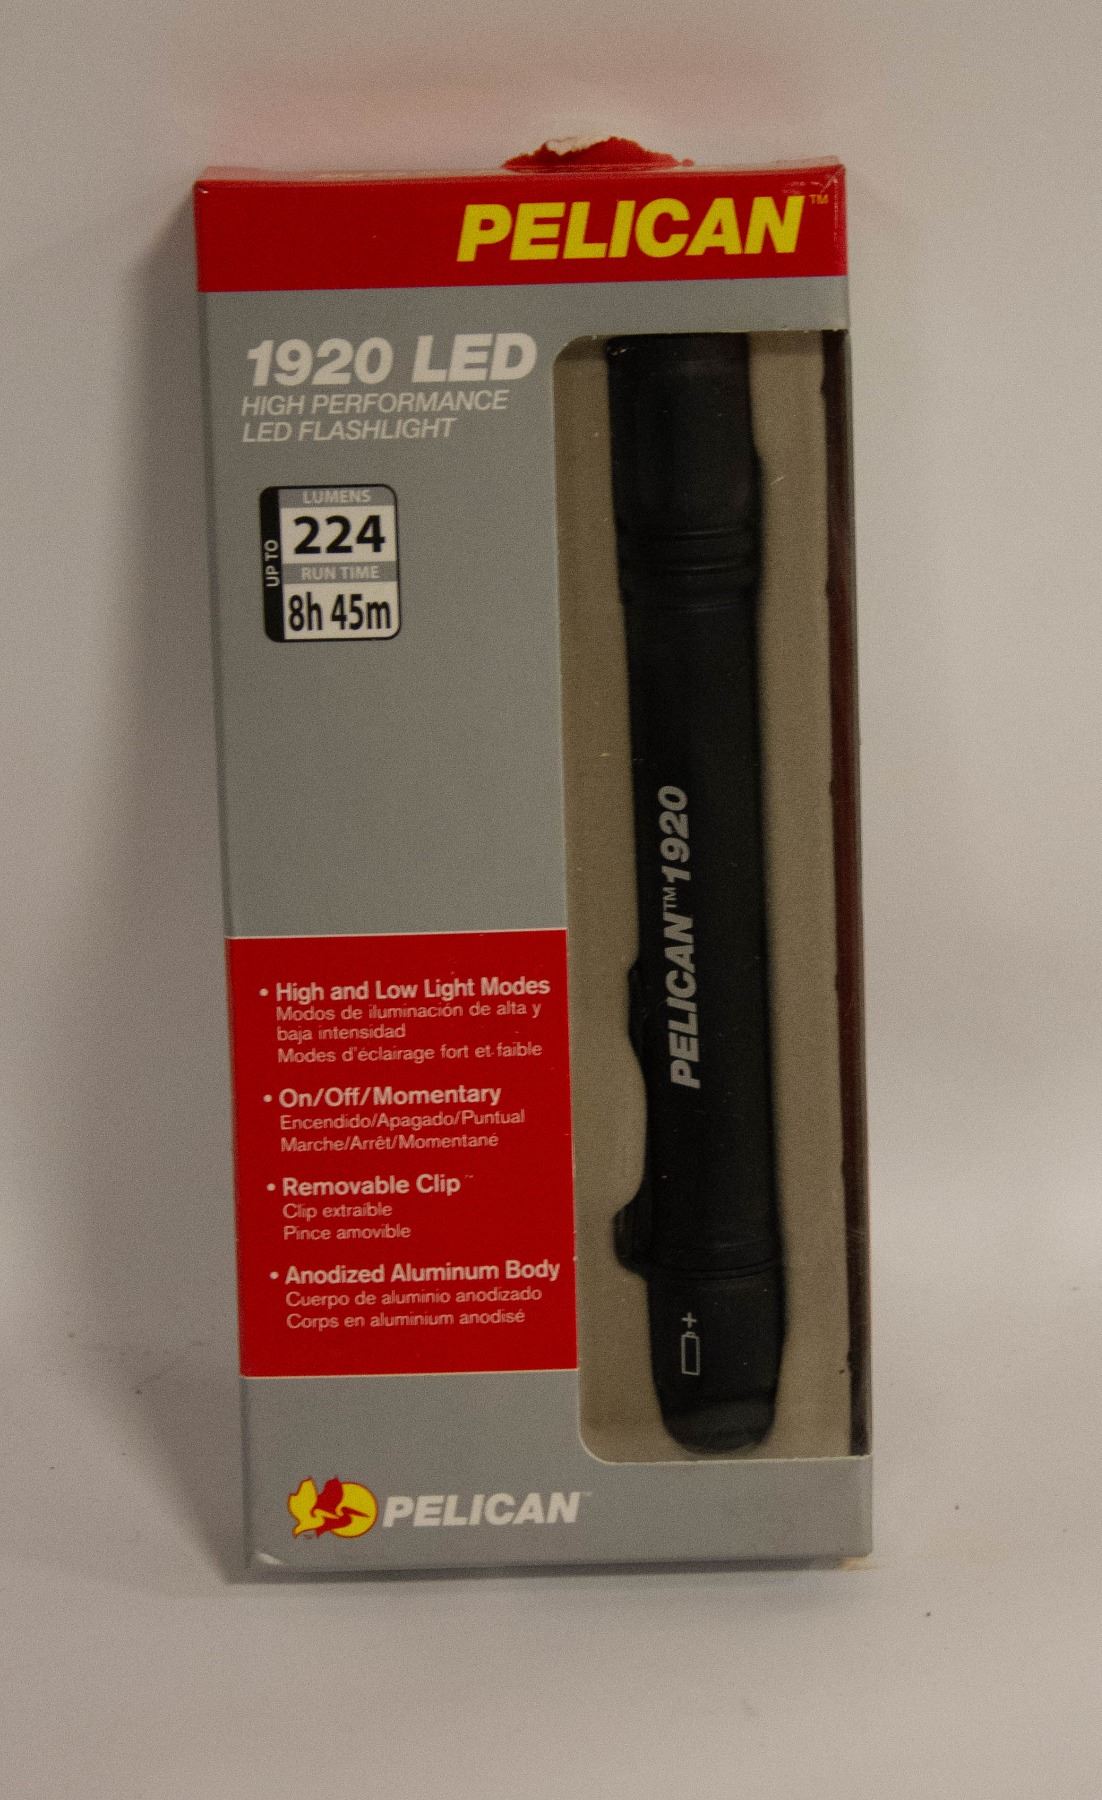 PELICAN™
1920 LED
HIGH PERFORMANCE
LED FLASHLIGHT
UP TO
LUMENS
224
RUN TIME
8h 45m
PELICAN™1920
• High and Low Light Modes
Modos de iluminación de alta y
baja intensidad
Modes d'éclairage fort et faible
• On/Off/Momentary
Encendido/Apagado/Puntual
Marche/Arrêt/Momentané
• Removable Clip
Clip extraíble
Pince amovible
• Anodized Aluminum Body
Cuerpo de aluminio anodizado
Corps en aluminium anodisé
+
PELICAN™